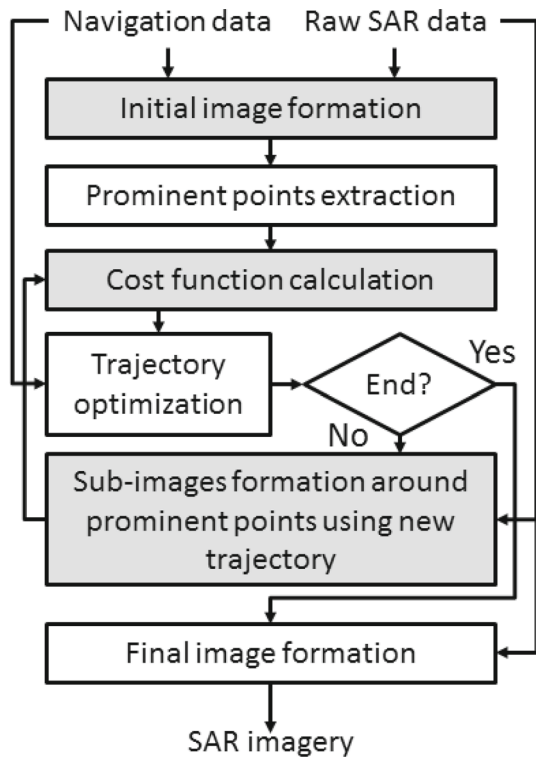 Navigation data
Raw SAR data
Initial image formation
Prominent points extraction
Cost function calculation
Trajectory
optimization
End?
Yes
No
Sub-images formation around
prominent points using new
trajectory
Final image formation
SAR imagery